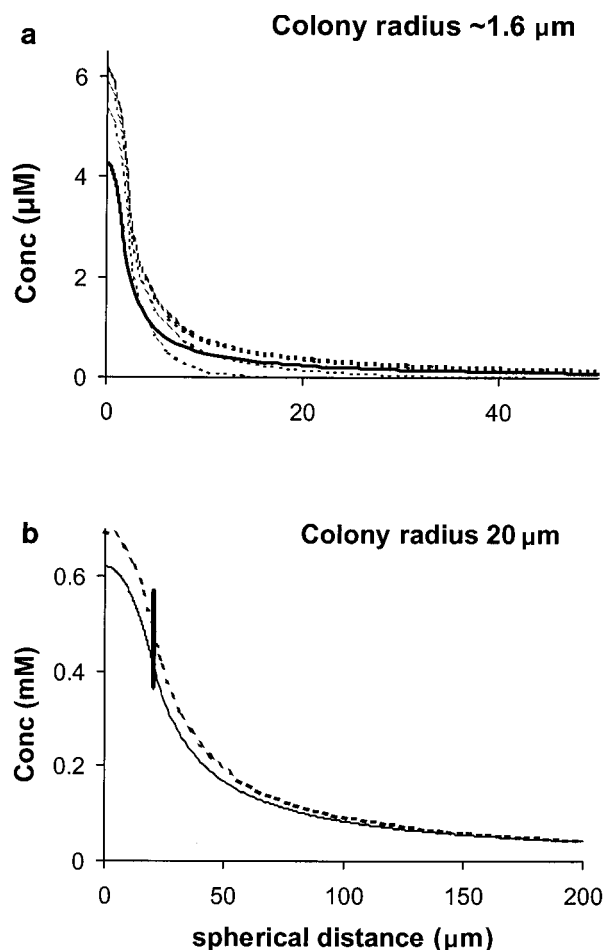 a
Colony radius ~1.6 µm
Conc (µM)
6
4
2
0
0 20 40
b
Colony radius 20 µm
Conc (mM)
0.6
0.4
0.2
0
0 50 100 150 200
spherical distance (µm)